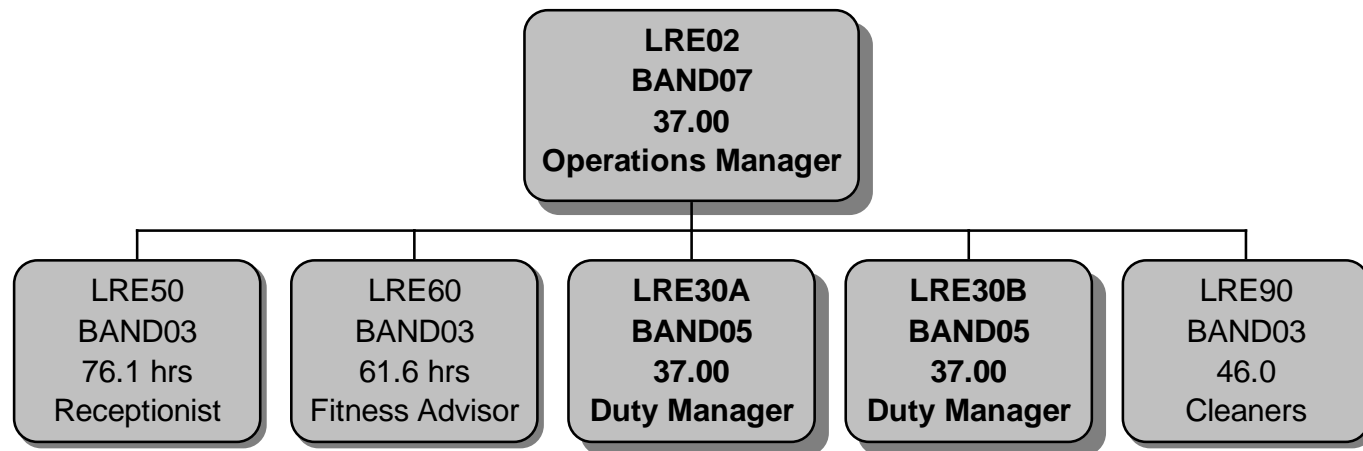 LRE02
BAND07
37.00
Operations Manager
LRE50
BAND03
76.1 hrs
Receptionist
LRE60
BAND03
61.6 hrs
Fitness Advisor
LRE30A
BAND05
37.00
Duty Manager
LRE30B
BAND05
37.00
Duty Manager
LRE90
BAND03
46.0
Cleaners